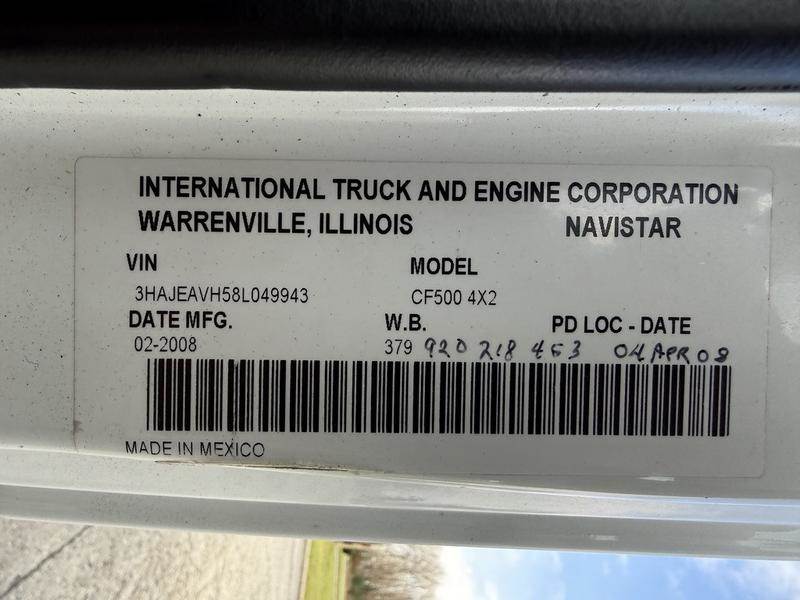 INTERNATIONAL TRUCK AND ENGINE CORPORATION
WARRENVILLE, ILLINOIS NAVISTAR
VIN MODEL
3HAJEAVH58L049943 CF500 4X2
DATE MFG. W.B. PD LOC - DATE
02-2008 379 920 218 453 04 APR 08
MADE IN MEXICO